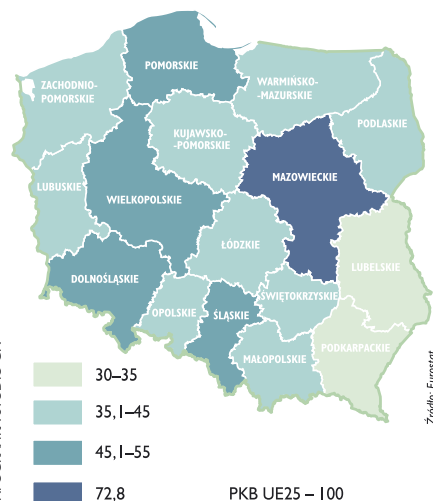 POMORSKIE
ZACHODNIO-
POMORSKIE
WARMIŃSKO-
-MAZURSKIE
PODLASKIE
KUJAWSKO-
-POMORSKIE
MAZOWIECKIE
LUBUSKIE
WIELKOPOLSKIE
ŁÓDZKIE
LUBELSKIE
DOLNOŚLĄSKIE
OPOLSKIE
ŚLĄSKIE
ŚWIĘTOKRZYSKIE
MAŁOPOLSKIE
PODKARPACKIE
30–35
35,1–45
45,1–55
72,8
PKB UE25 – 100
Źródło: Eurostat